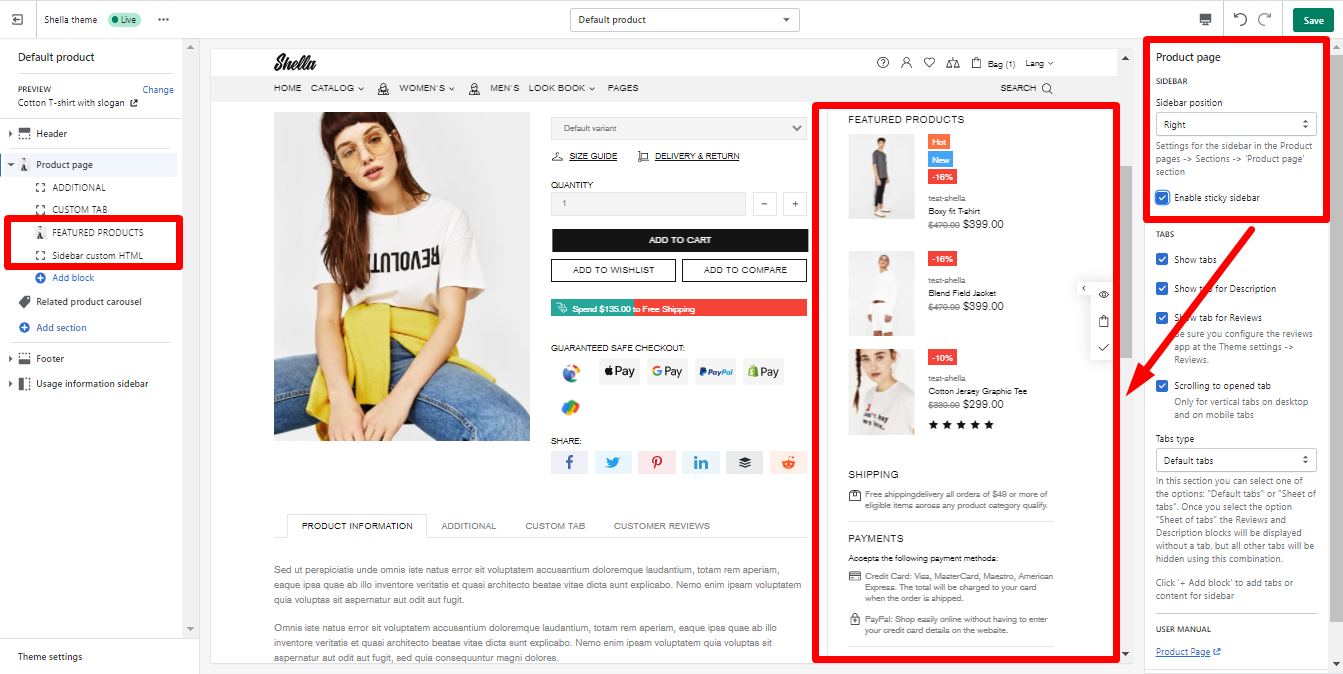 Shella theme
Live
Default product
Save
Default product
PREVIEW
Change
Cotton T-shirt with slogan
Header
Product page
ADDITIONAL
CUSTOM TAB
FEATURED PRODUCTS
Sidebar custom HTML
Add block
Related product carousel
Add section
Footer
Usage information sidebar
Theme settings
Shella
Bag (1)
Lang
HOME
CATALOG
WOMEN'S
MEN'S
LOOK BOOK
PAGES
SEARCH
REVOLUT
Default variant
SIZE GUIDE
DELIVERY & RETURN
QUANTITY
1
−
+
ADD TO CART
ADD TO WISHLIST
ADD TO COMPARE
Spend $135.00 to Free Shipping
GUARANTEED SAFE CHECKOUT:
Pay
G Pay
PayPal
Pay
SHARE:
PRODUCT INFORMATION
ADDITIONAL
CUSTOM TAB
CUSTOMER REVIEWS
Sed ut perspiciatis unde omnis iste natus error sit voluptatem accusantium doloremque laudantium, totam rem aperiam,
eaque ipsa quae ab illo inventore veritatis et quasi architecto beatae vitae dicta sunt explicabo. Nemo enim ipsam voluptatem
quia voluptas sit aspernatur aut odit aut fugit.
Omnis iste natus error sit voluptatem accusantium doloremque laudantium, totam rem aperiam, eaque ipsa quae ab illo
inventore veritatis et quasi architecto beatae vitae dicta sunt explicabo. Nemo enim ipsam voluptatem quia voluptas sit
aspernatur aut odit aut fugit, sed quia consequuntur magni dolores.
FEATURED PRODUCTS
Hot
New
-16%
test-shella
Boxy fit T-shirt
$470.00 $399.00
-16%
test-shella
Blend Field Jacket
$470.00 $399.00
-10%
test-shella
Cotton Jersey Graphic Tee
$330.00 $299.00
SHIPPING
Free shippingdelivery all orders of $49 or more of
eligible items across any product category qualify.
PAYMENTS
Accepts the following payment methods:
Credit Card: Visa, MasterCard, Maestro, American
Express. The total will be charged to your card
when the order is shipped.
PayPal: Shop easily online without having to enter
your credit card details on the website.
Product page
SIDEBAR
Sidebar position
Right
Settings for the sidebar in the Product
pages -> Sections -> 'Product page'
section
Enable sticky sidebar
TABS
Show tabs
Show tab for Description
Show tab for Reviews
Be sure you configure the reviews
app at the Theme settings ->
Reviews.
Scrolling to opened tab
Only for vertical tabs on desktop
and on mobile tabs
Tabs type
Default tabs
In this section you can select one of
the options: "Default tabs" or "Sheet of
tabs". Once you select the option
"Sheet of tabs" the Reviews and
Description blocks will be displayed
without a tab, but all other tabs will be
hidden using this combination.
Click '+ Add block' to add tabs or
content for sidebar
USER MANUAL
Product Page